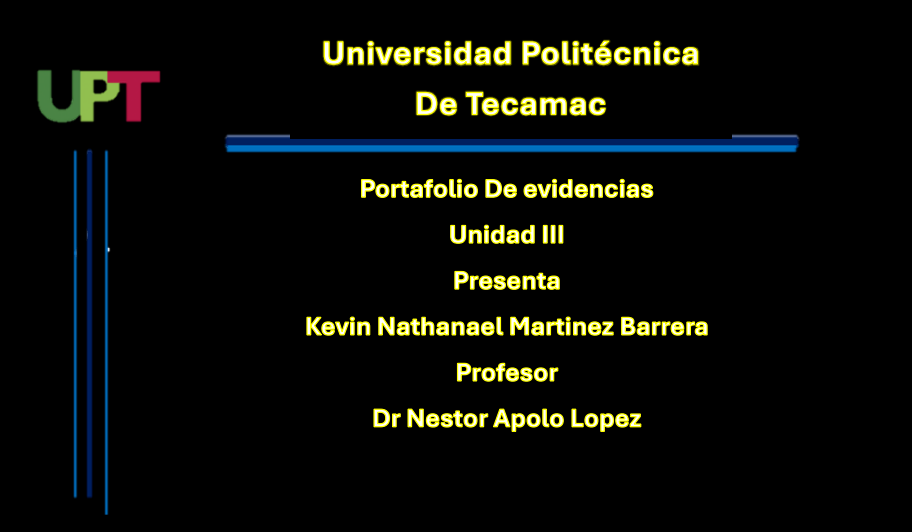 UPT
Universidad Politécnica
De Tecamac
Portafolio De evidencias
Unidad III
Presenta
Kevin Nathanael Martinez Barrera
Profesor
Dr Nestor Apolo Lopez